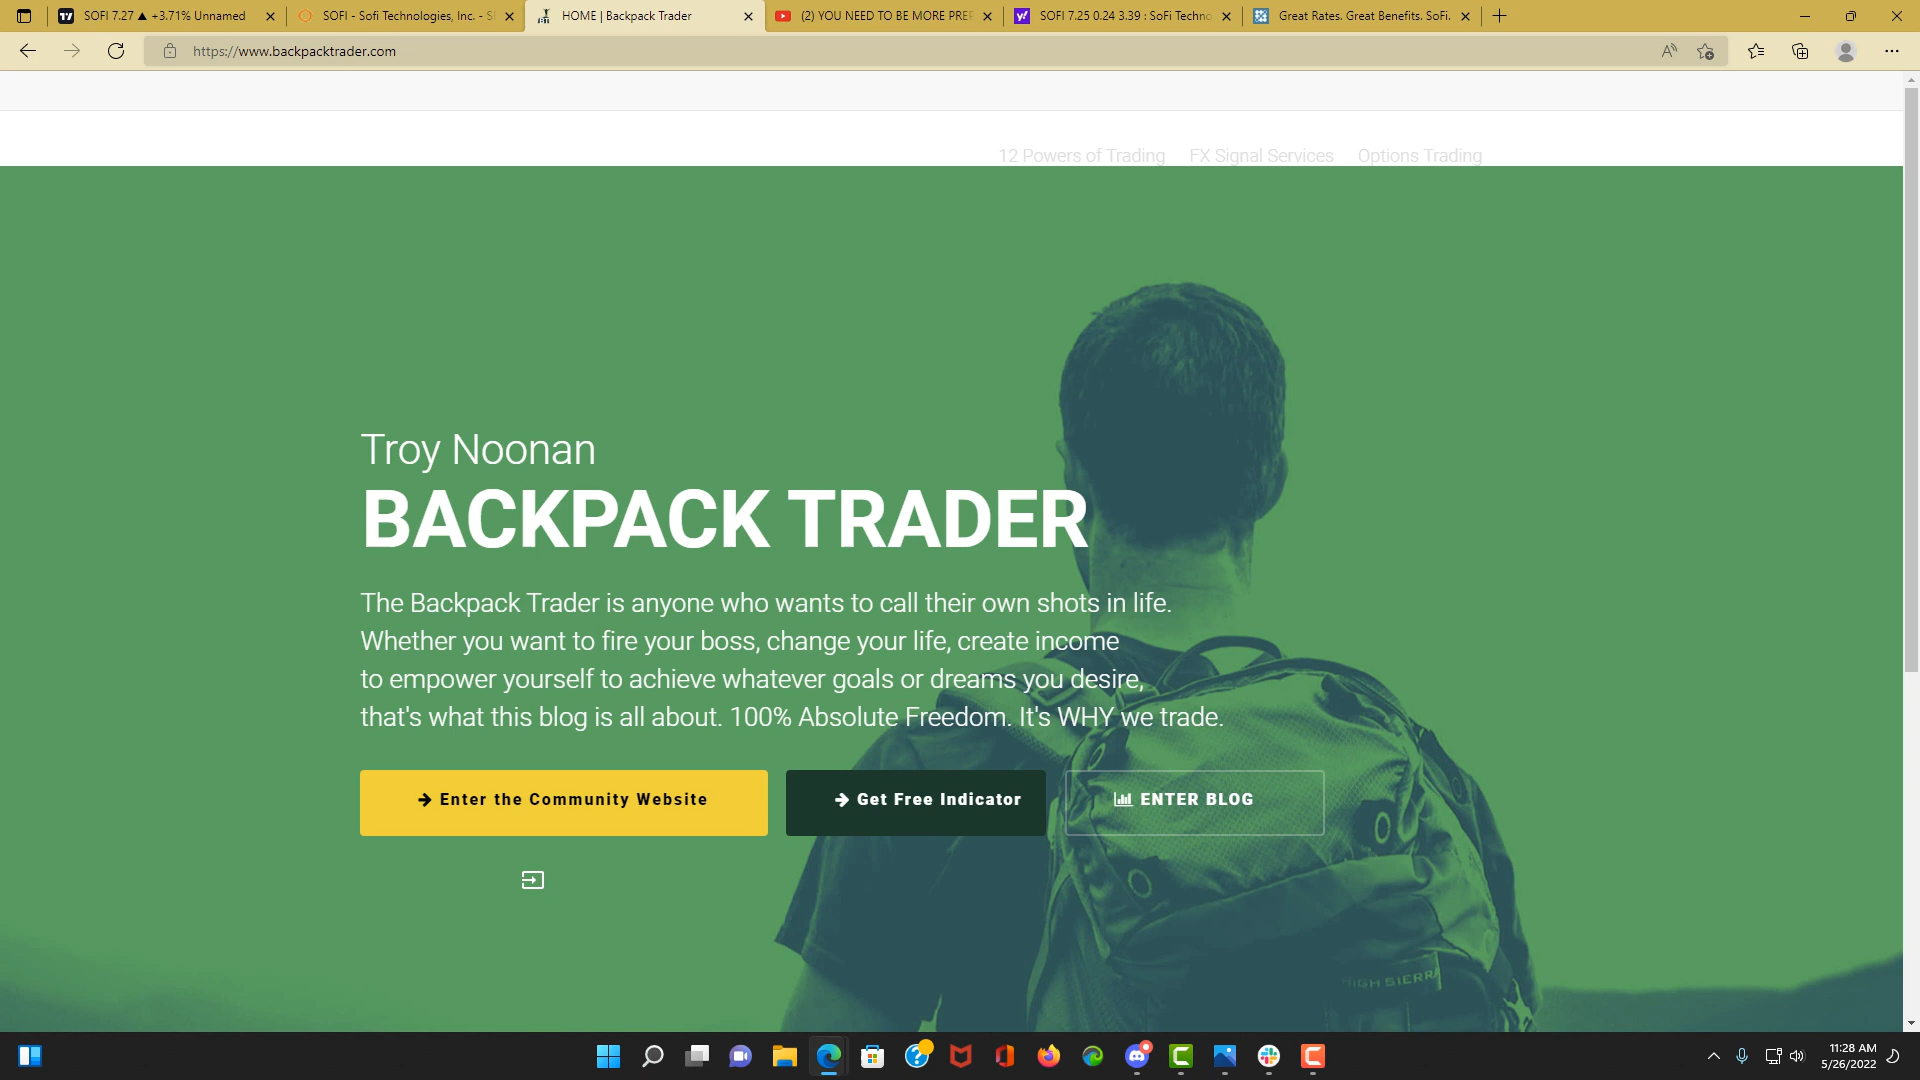 SOFI 7.27 ▲ +3.71% Unnamed
SOFI - Sofi Technologies, Inc. - S
HOME | Backpack Trader
(2) YOU NEED TO BE MORE PREP
SOFI 7.25 0.24 3.39 : SoFi Techno
Great Rates. Great Benefits. SoFi.
https://www.backpacktrader.com
12 Powers of Trading
FX Signal Services
Options Trading
Troy Noonan
BACKPACK TRADER
The Backpack Trader is anyone who wants to call their own shots in life.
Whether you want to fire your boss, change your life, create income
to empower yourself to achieve whatever goals or dreams you desire,
that's what this blog is all about. 100% Absolute Freedom. It's WHY we trade.
Enter the Community Website
Get Free Indicator
ENTER BLOG
HIGH SIERRA
11:28 AM
5/26/2022